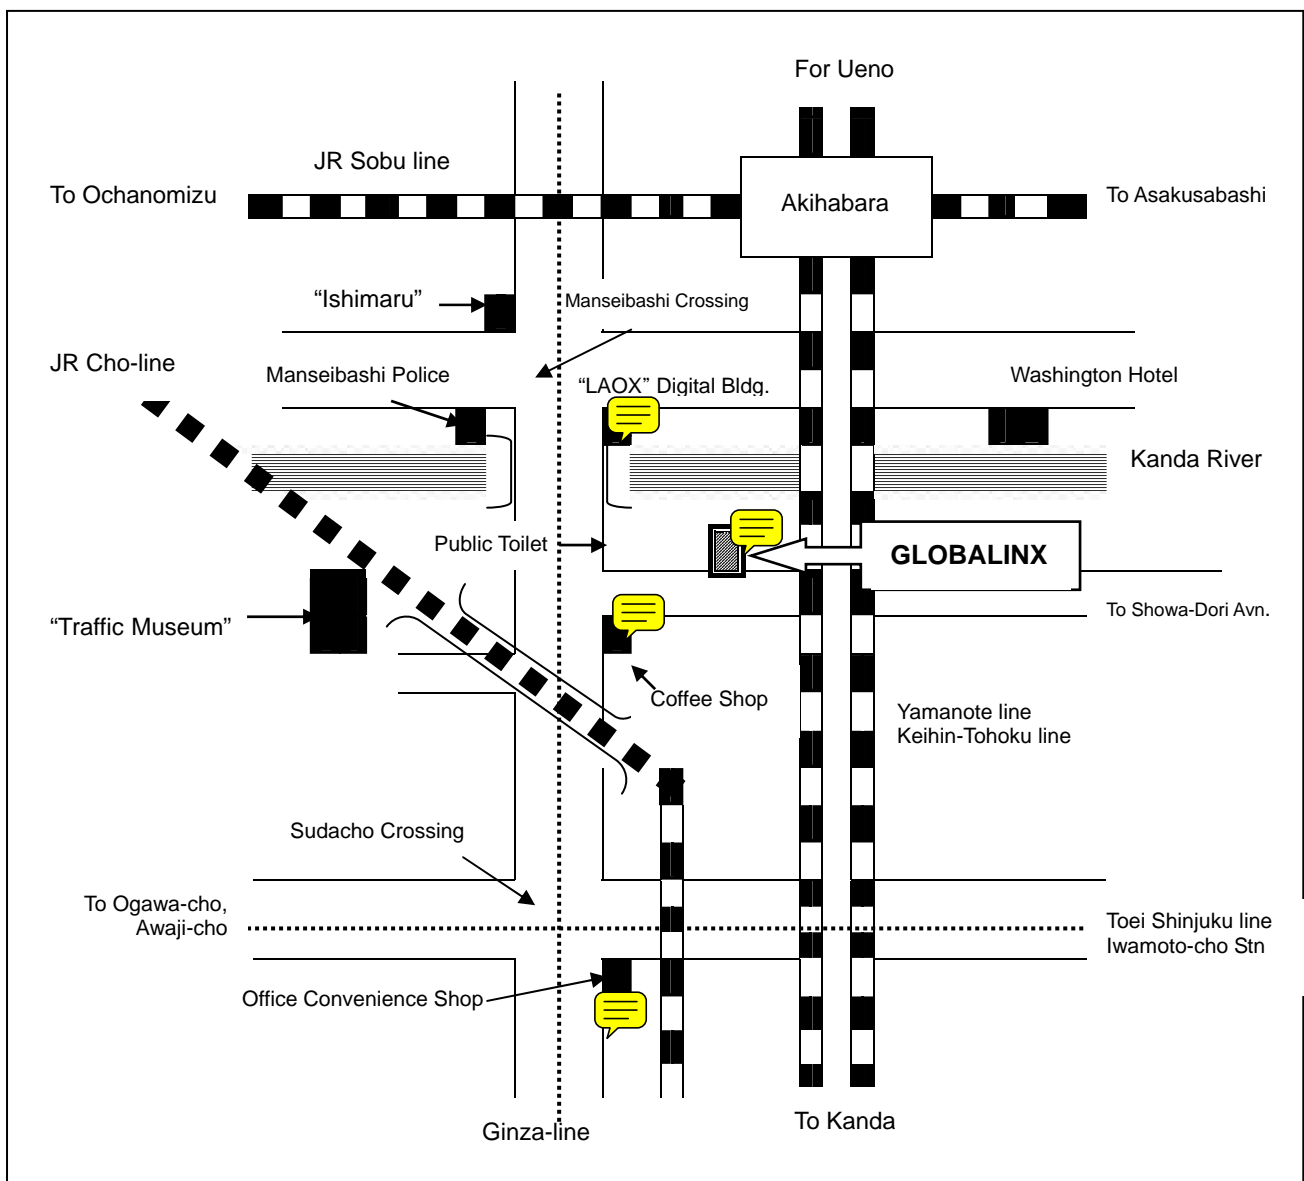 For Ueno
JR Sobu line
To Ochanomizu
Akihabara
To Asakusabashi
“Ishimaru”
Manseibashi Crossing
JR Cho-line
Manseibashi Police
“LAOX” Digital Bldg.
Washington Hotel
Kanda River
Public Toilet
GLOBALINX
“Traffic Museum”
To Showa-Dori Avn.
Coffee Shop
Yamanote line
Keihin-Tohoku line
Sudacho Crossing
To Ogawa-cho,
Awaji-cho
Toei Shinjuku line
Iwamoto-cho Stn
Office Convenience Shop
Ginza-line
To Kanda